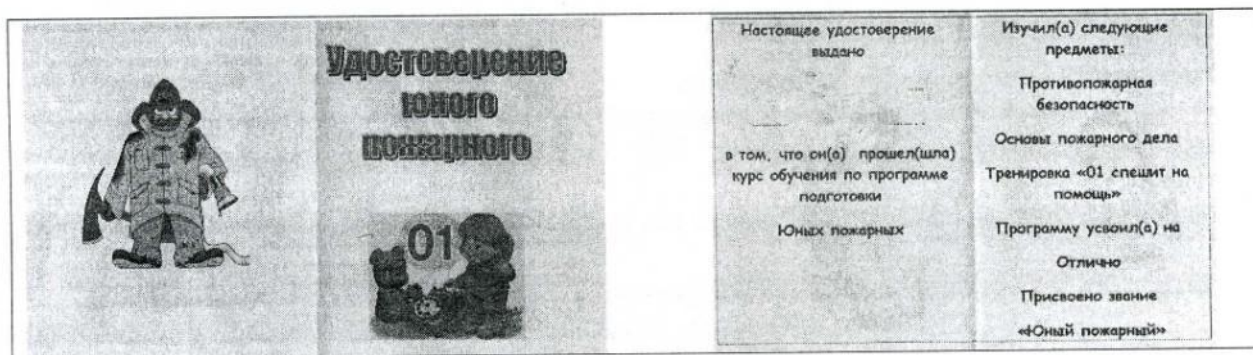 Удостоверение
юного
пожарного
01
Настоящее удостоверение
выдано
в том, что он(а) прошел(шла)
курс обучения по программе
подготовки
Юных пожарных
Изучил(а) следующие
предметы:
Противопожарная
безопасность
Основы пожарного дела
Тренировка «01 спешит на
помощь»
Программу усвоил(а) на
Отлично
Присвоено звание
«Юный пожарный»